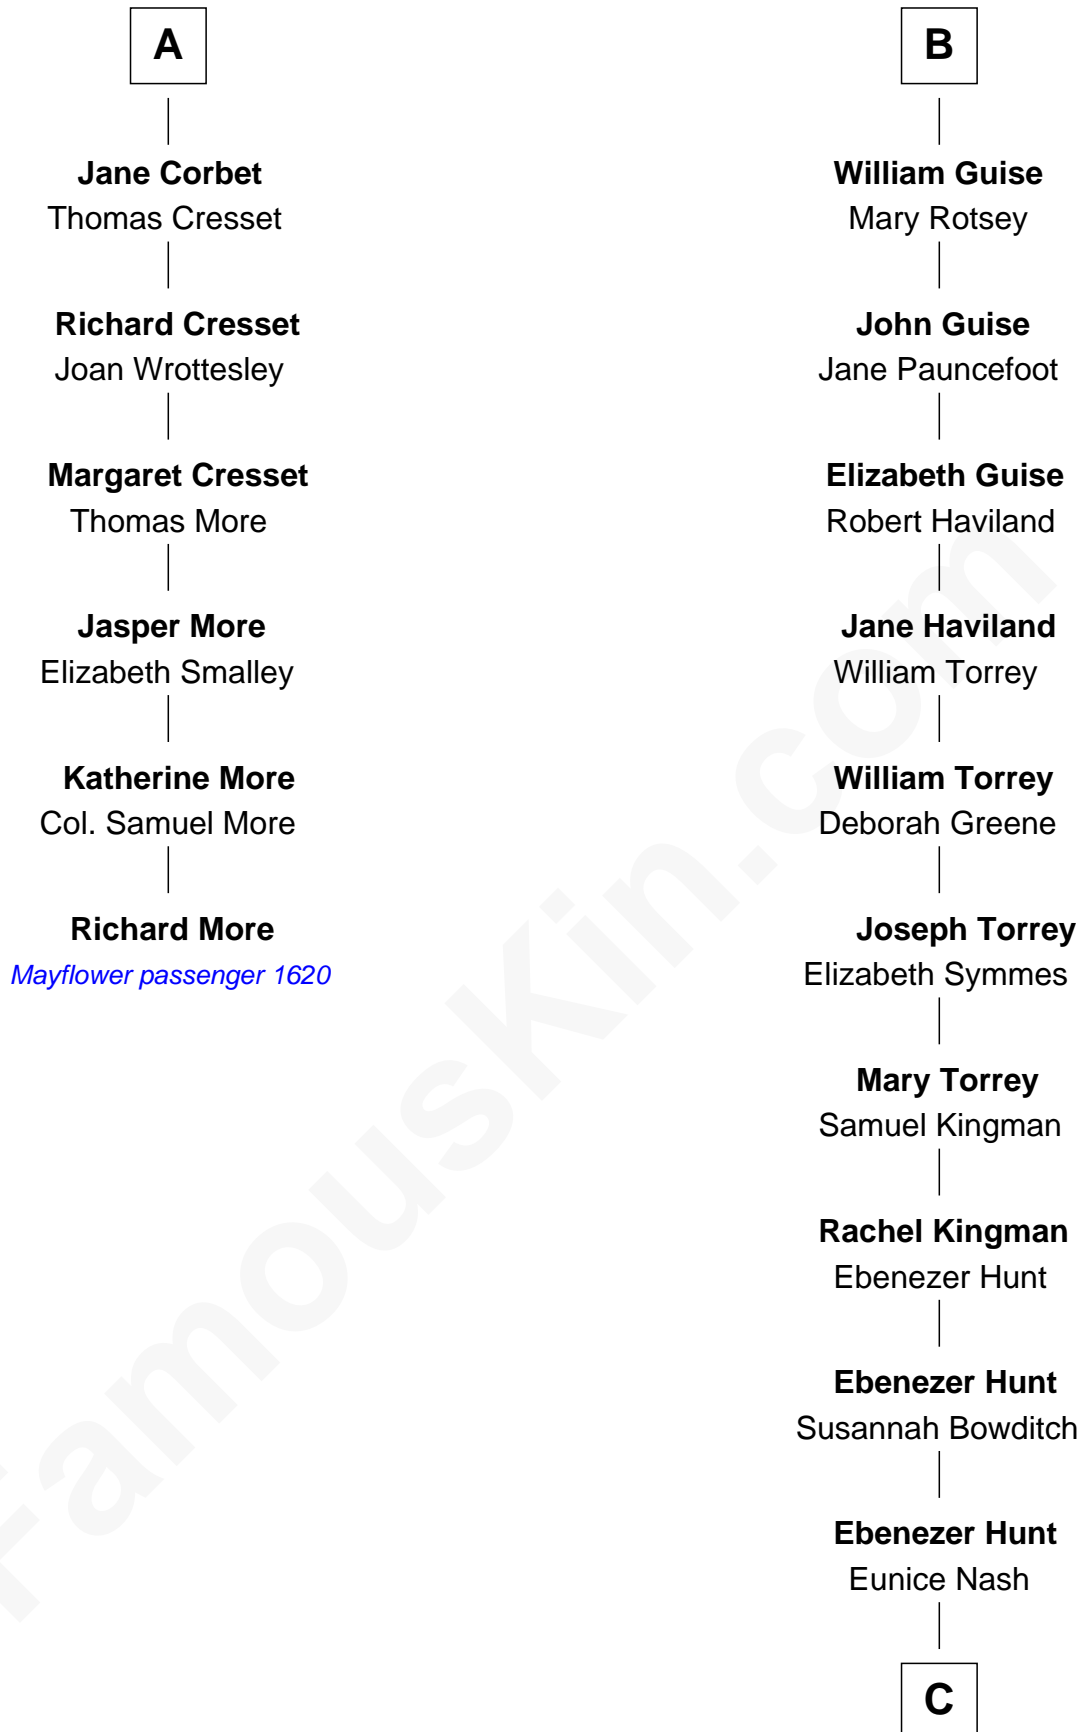 A
Jane Corbet
Thomas Cresset
Richard Cresset
Joan Wrottesley
Margaret Cresset
Thomas More
Jasper More
Elizabeth Smalley
Katherine More
Col. Samuel More
Richard More
Mayflower passenger 1620
B
William Guise
Mary Rotsey
John Guise
Jane Pauncefoot
Elizabeth Guise
Robert Haviland
Jane Haviland
William Torrey
William Torrey
Deborah Greene
Joseph Torrey
Elizabeth Symmes
Mary Torrey
Samuel Kingman
Rachel Kingman
Ebenezer Hunt
Ebenezer Hunt
Susannah Bowditch
Ebenezer Hunt
Eunice Nash
C
FamousKin.com